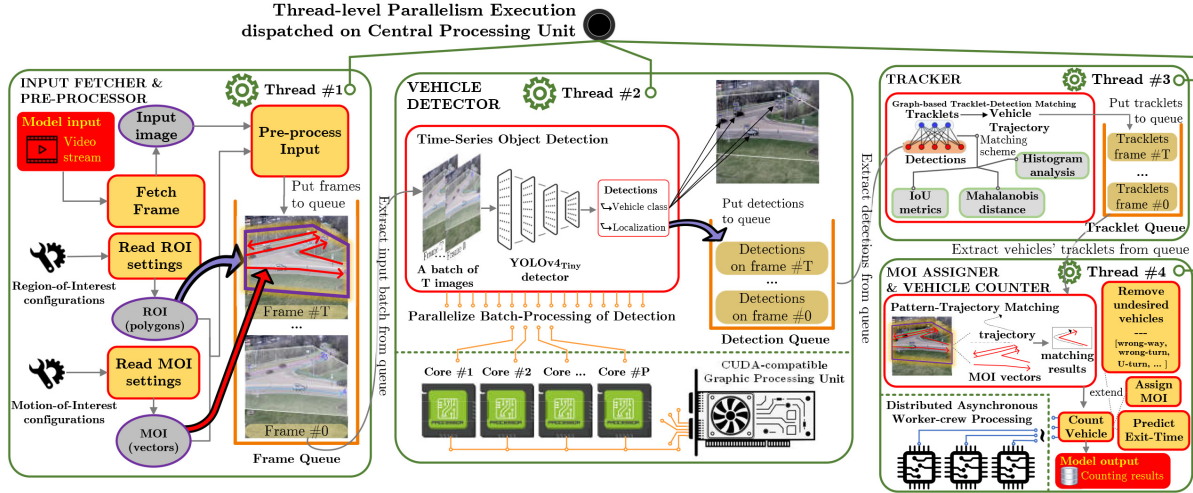 Thread-level Parallelism Execution
dispatched on Central Processing Unit
INPUT FETCHER &
PRE-PROCESSOR
Thread #1
Model input
Video
stream
Input
image
Pre-process
Input
Fetch
Frame
Put frames
to queue
Read ROI
settings
Region-of-Interest
configurations
ROI
(polygons)
Frame #T
...
Read MOI
settings
Motion-of-Interest
configurations
MOI
(vectors)
Frame #0
Frame Queue
Extract input batch from queue
VEHICLE
DETECTOR
Thread #2
Time-Series Object Detection
Detections
Vehicle class
Localization
A batch of
T images
YOLOv4Tiny
detector
Put detections
to queue
Detections
on frame #T
...
Detections
on frame #0
Detection Queue
Parallelize Batch-Processing of Detection
Core #1
Core #2
Core ...
Core #P
PROCESSOR
PROCESSOR
PROCESSOR
PROCESSOR
CUDA-compatible
Graphic Processing Unit
Extract detections from queue
TRACKER
Thread #3
Graph-based Tracklet-Detection Matching
Tracklets
Vehicle
Trajectory
Matching
scheme
Detections
Histogram
analysis
IoU
metrics
Mahalanobis
distance
Put tracklets
to queue
Tracklets
frame #T
...
Tracklets
frame #0
Tracklet Queue
Extract vehicles' tracklets from queue
MOI ASSIGNER
& VEHICLE COUNTER
Thread #4
Pattern-Trajectory Matching
trajectory
MOI vectors
matching
results
Remove
undesired
vehicles
---
[wrong-way,
wrong-turn,
U-turn, ... ]
extend
Assign
MOI
Count
Vehicle
Predict
Exit-Time
Distributed Asynchronous
Worker-crew Processing
Model output
Counting results